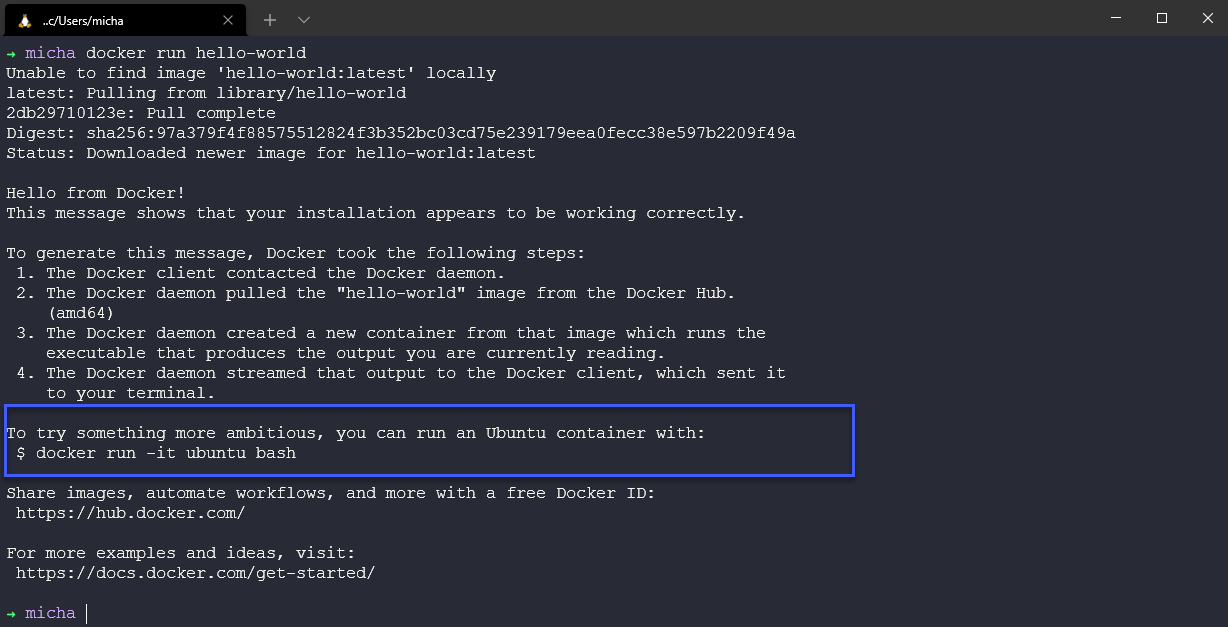 ..c/Users/micha
→ micha docker run hello-world
Unable to find image 'hello-world:latest' locally
latest: Pulling from library/hello-world
2db29710123e: Pull complete
Digest: sha256:97a379f4f88575512824f3b352bc03cd75e239179eea0fecc38e597b2209f49a
Status: Downloaded newer image for hello-world:latest

Hello from Docker!
This message shows that your installation appears to be working correctly.

To generate this message, Docker took the following steps:
 1. The Docker client contacted the Docker daemon.
 2. The Docker daemon pulled the "hello-world" image from the Docker Hub.
    (amd64)
 3. The Docker daemon created a new container from that image which runs the
    executable that produces the output you are currently reading.
 4. The Docker daemon streamed that output to the Docker client, which sent it
    to your terminal.

To try something more ambitious, you can run an Ubuntu container with:
 $ docker run -it ubuntu bash

Share images, automate workflows, and more with a free Docker ID:
 https://hub.docker.com/

For more examples and ideas, visit:
 https://docs.docker.com/get-started/

→ micha